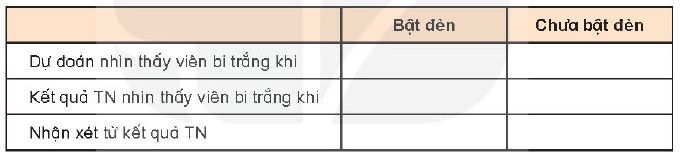 Bật đèn Chưa bật đèn
Dự đoán nhìn thấy viên bi trắng khi
Kết quả TN nhìn thấy viên bi trắng khi
Nhận xét từ kết quả TN